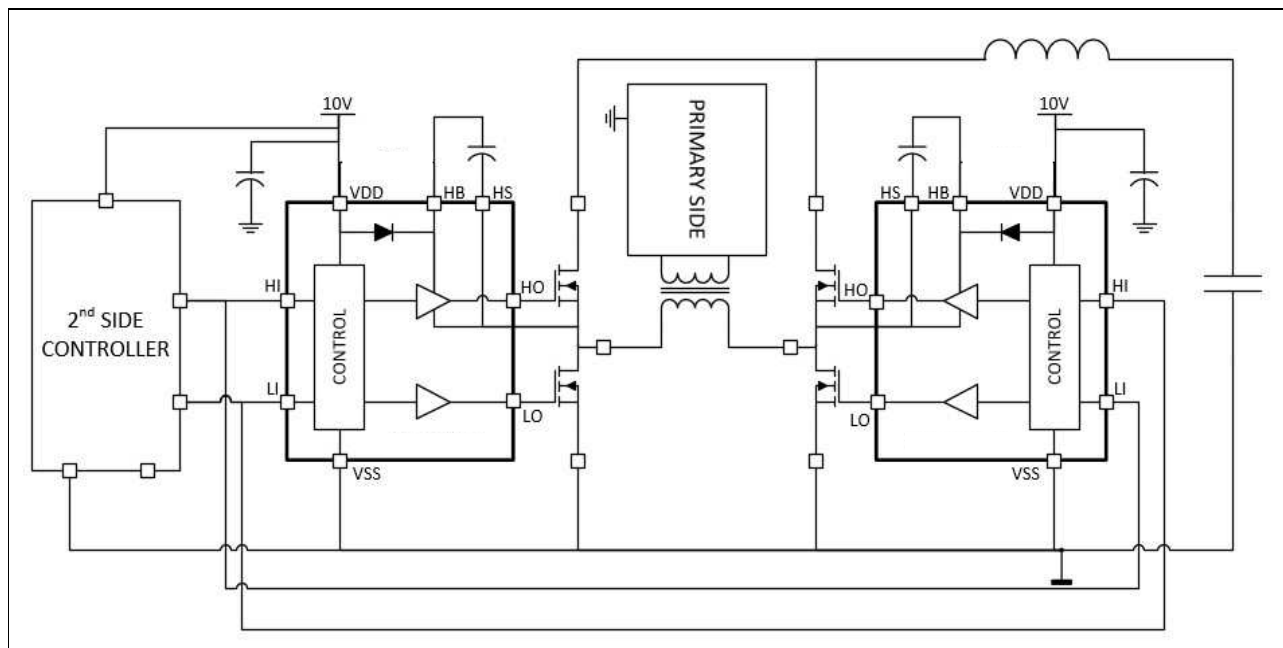 10V
VDD
HB
HS
2nd SIDE
CONTROLLER
HI
LI
CONTROL
HO
LO
VSS
PRIMARY SIDE
10V
HS
HB
VDD
HO
LO
CONTROL
HI
LI
VSS